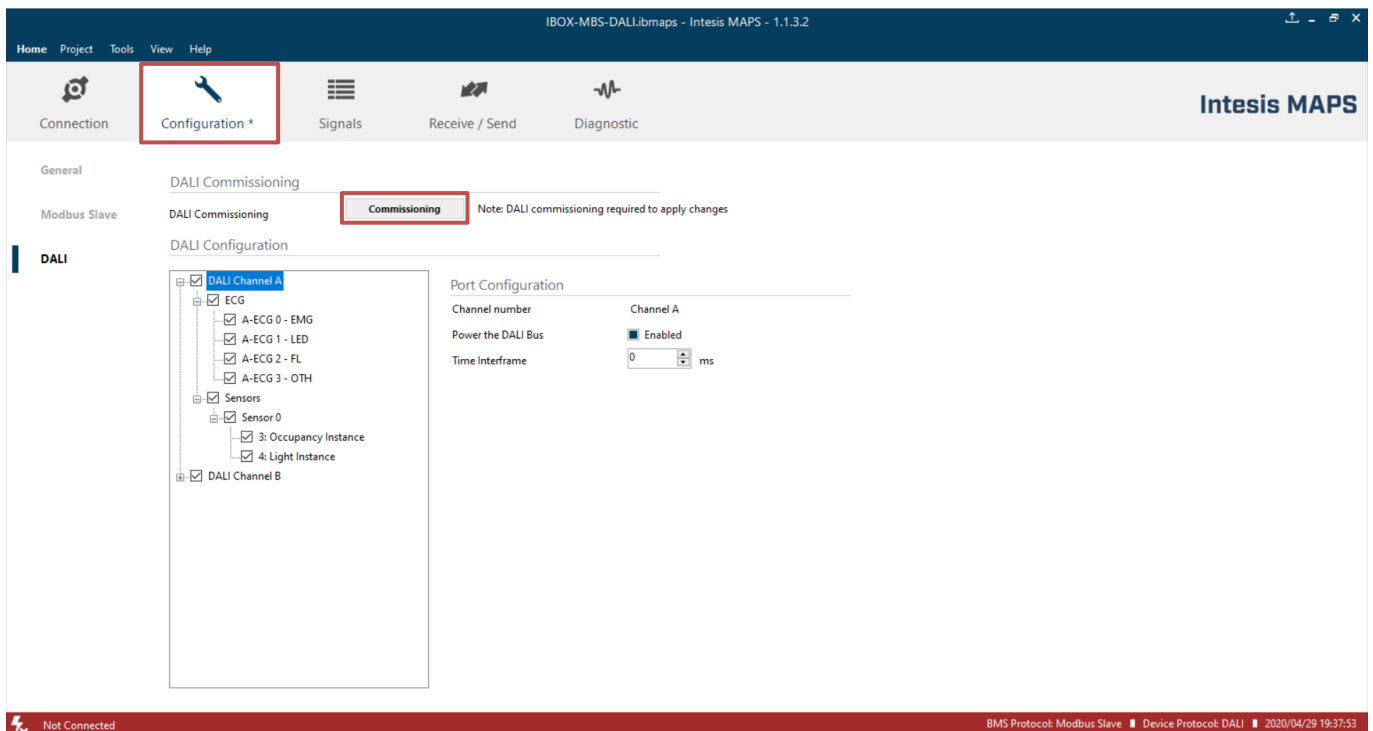 IBOX-MBS-DALI.ibmaps - Intesis MAPS - 1.1.3.2
Home Project Tools View Help
Connection
Configuration *
Signals
Receive / Send
Diagnostic
Intesis MAPS
General
Modbus Slave
DALI
DALI Commissioning
DALI Commissioning
Commissioning
Note: DALI commissioning required to apply changes
DALI Configuration
DALI Channel A
ECG
A-ECG 0 - EMG
A-ECG 1 - LED
A-ECG 2 - FL
A-ECG 3 - OTH
Sensors
Sensor 0
3: Occupancy Instance
4: Light Instance
DALI Channel B
Port Configuration
Channel number Channel A
Power the DALI Bus Enabled
Time Interframe 0 ms
Not Connected
BMS Protocol: Modbus Slave Device Protocol: DALI 2020/04/29 19:37:53